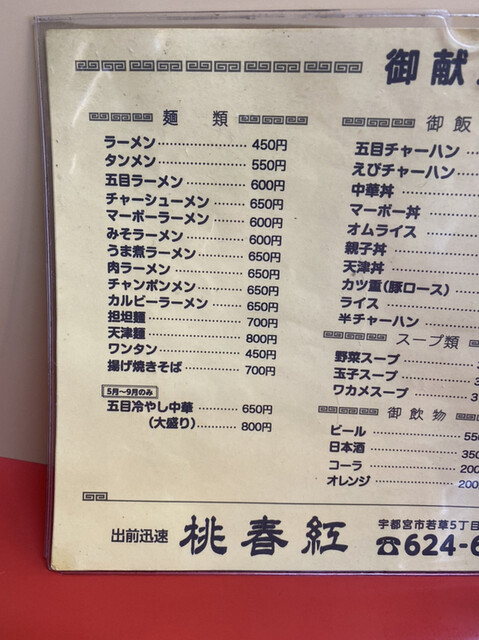 御献
麺類
ラーメン 450円
タンメン 550円
五目ラーメン 600円
チャーシューメン 650円
マーボーラーメン 600円
みそラーメン 600円
うま煮ラーメン 650円
肉ラーメン 650円
チャンポンメン 650円
カルビーラーメン 650円
担坦麺 700円
天津麺 800円
ワンタン 450円
揚げ焼きそば 700円
5月〜9月のみ
五目冷やし中華 650円
(大盛り) 800円
御飯
五目チャーハン
えびチャーハン
中華丼
マーボー丼
オムライス
親子丼
天津丼
カツ重(豚ロース)
ライス
半チャーハン
スープ類
野菜スープ
玉子スープ
ワカメスープ
御飲物
ビール 550
日本酒 350
コーラ 200
オレンジ 200
出前迅速 桃春紅
宇都宮市若草5丁目
☎624-6